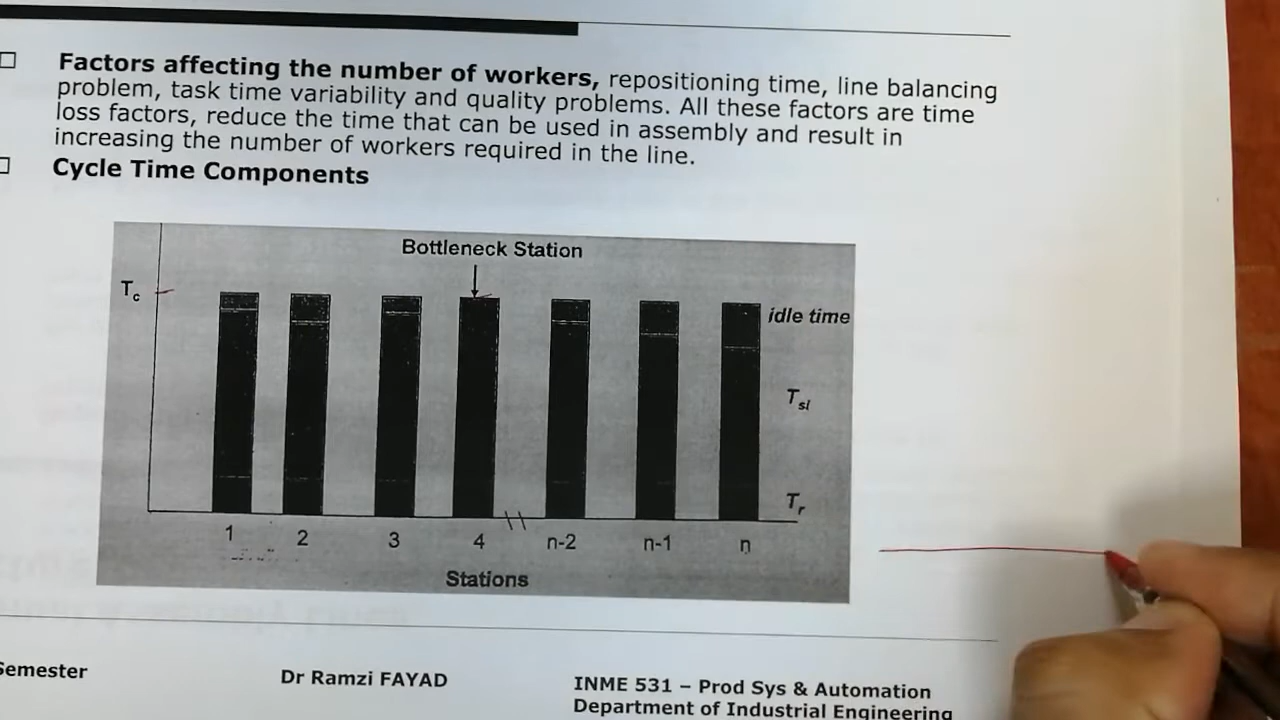 Factors affecting the number of workers, repositioning time, line balancing
problem, task time variability and quality problems. All these factors are time
loss factors, reduce the time that can be used in assembly and result in
increasing the number of workers required in the line.
Cycle Time Components
Bottleneck Station
Tc
idle time
Tsl
Tr
1 2 3 4 n-2 n-1 n
Stations
Semester Dr Ramzi FAYAD INME 531 – Prod Sys & Automation
Department of Industrial Engineering